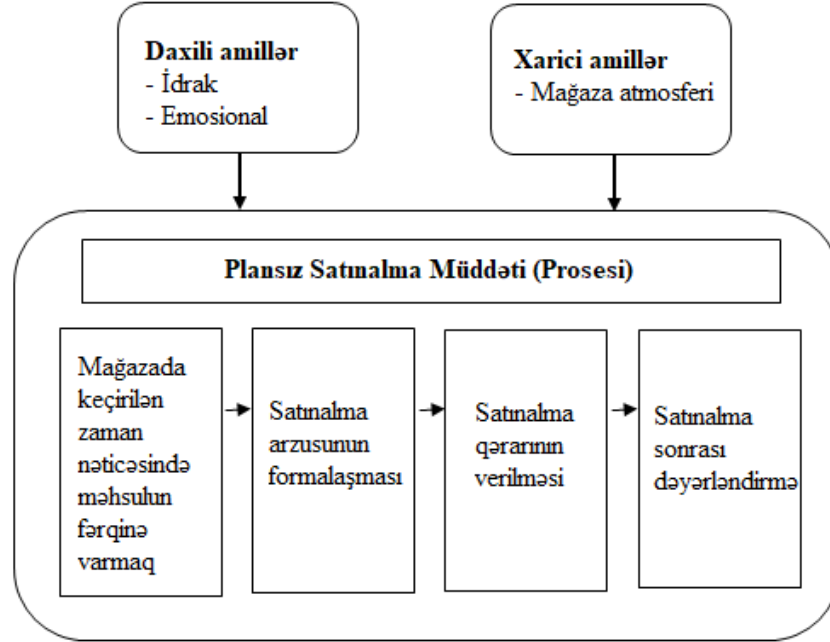 Daxili amillər
- İdrak
- Emosional
Xarici amillər
- Mağaza atmosferi
Plansız Satınalma Müddəti (Prosesi)
Mağazada
keçirilən
zaman
nəticəsində
məhsulun
fərqinə
varmaq
Satınalma
arzusunun
formalaşması
Satınalma
qərarının
verilməsi
Satınalma
sonrası
dəyərləndirmə